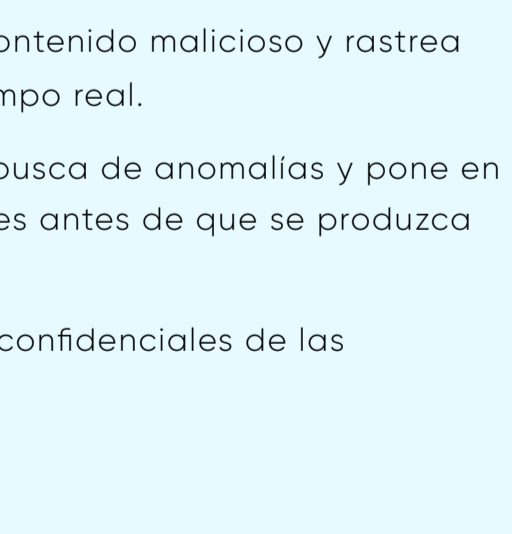 ontenido malicioso y rastrea
mpo real.
busca de anomalías y pone en
es antes de que se produzca
confidenciales de las